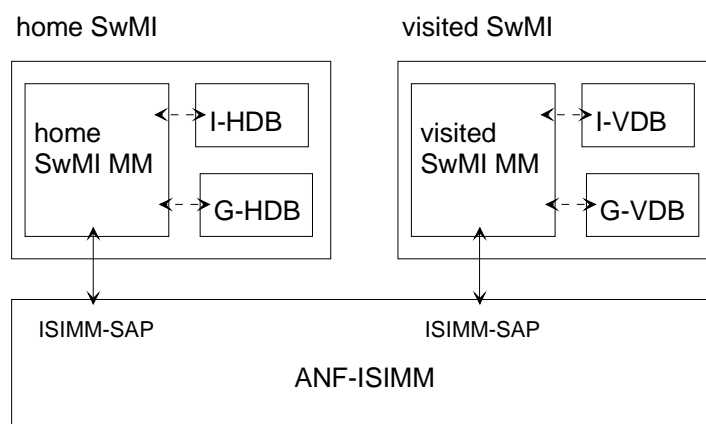 home SwMI
visited SwMI
home
SwMI MM
I-HDB
G-HDB
visited
SwMI MM
I-VDB
G-VDB
ISIMM-SAP
ISIMM-SAP
ANF-ISIMM